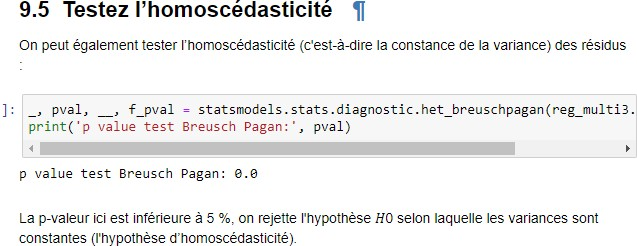 9.5 Testez l’homoscédasticité ¶
On peut également tester l’homoscédasticité (c'est-à-dire la constance de la variance) des résidus
:
]: _, pval, __, f_pval = statsmodels.stats.diagnostic.het_breuschpagan(reg_multi3.
print('p value test Breusch Pagan:', pval)
p value test Breusch Pagan: 0.0
La p-valeur ici est inférieure à 5 %, on rejette l'hypothèse H0 selon laquelle les variances sont
constantes (l'hypothèse d’homoscédasticité).